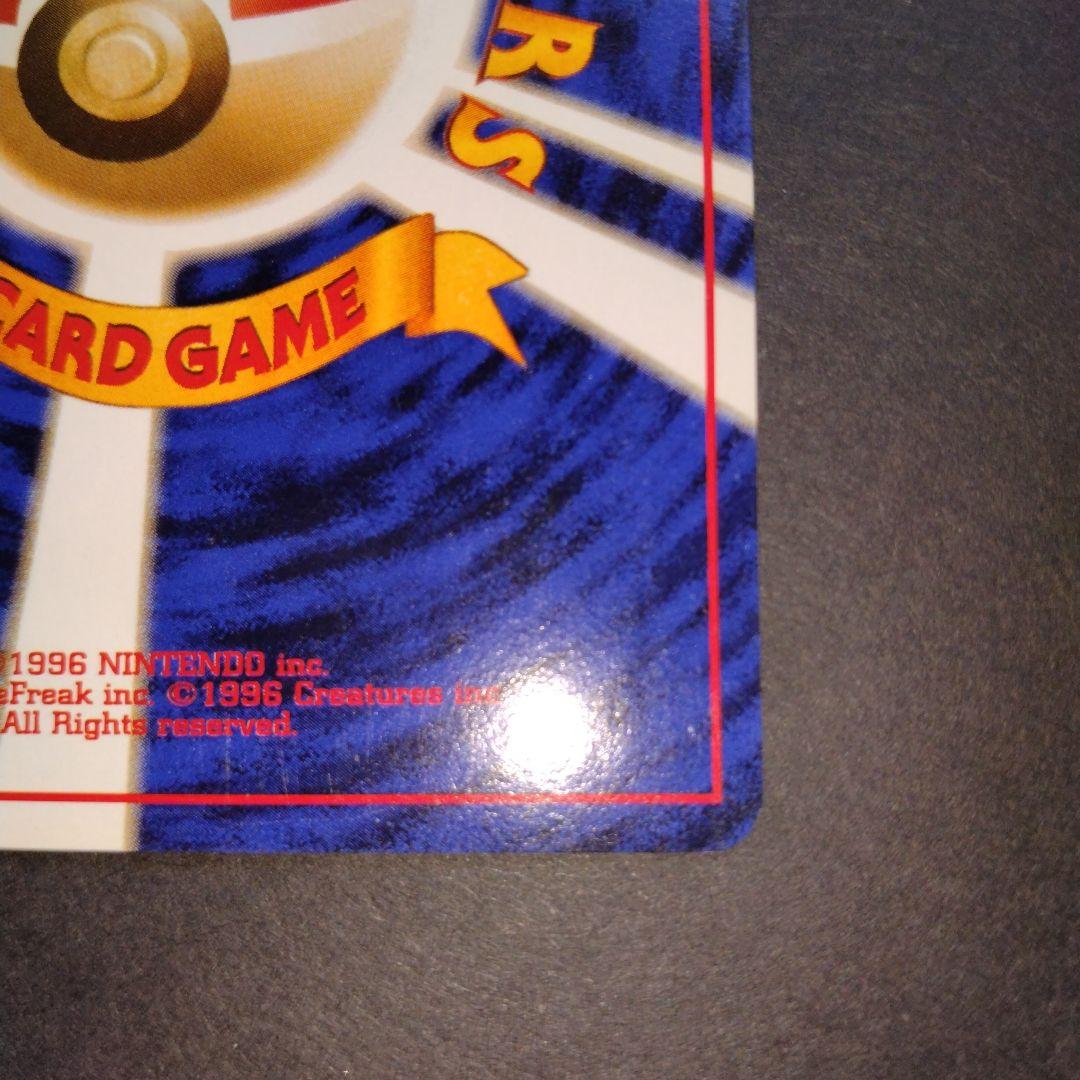 RS
CARD GAME
©1996 NINTENDO inc.
eFreak inc. ©1996 Creatures inc
All Rights reserved.